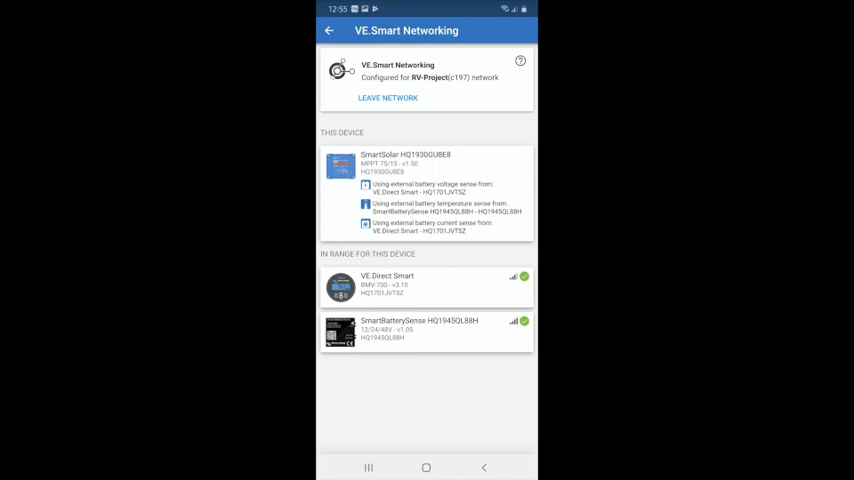 12:55
VE.Smart Networking
VE.Smart Networking
Configured for RV-Project(c197) network
LEAVE NETWORK
THIS DEVICE
SmartSolar HQ1930GU8E8
MPPT 75/15 - v1.50
HQ1930GU8E8
Using external battery voltage sense from:
VE.Direct Smart - HQ1701JVTSZ
Using external battery temperature sense from:
SmartBatterySense HQ1945QL88H - HQ1945QL88H
Using external battery current sense from:
VE.Direct Smart - HQ1701JVTSZ
IN RANGE FOR THIS DEVICE
VE.Direct Smart
BMV-700 - v3.10
HQ1701JVTSZ
SmartBatterySense HQ1945QL88H
12/24/48V - v1.05
HQ1945QL88H